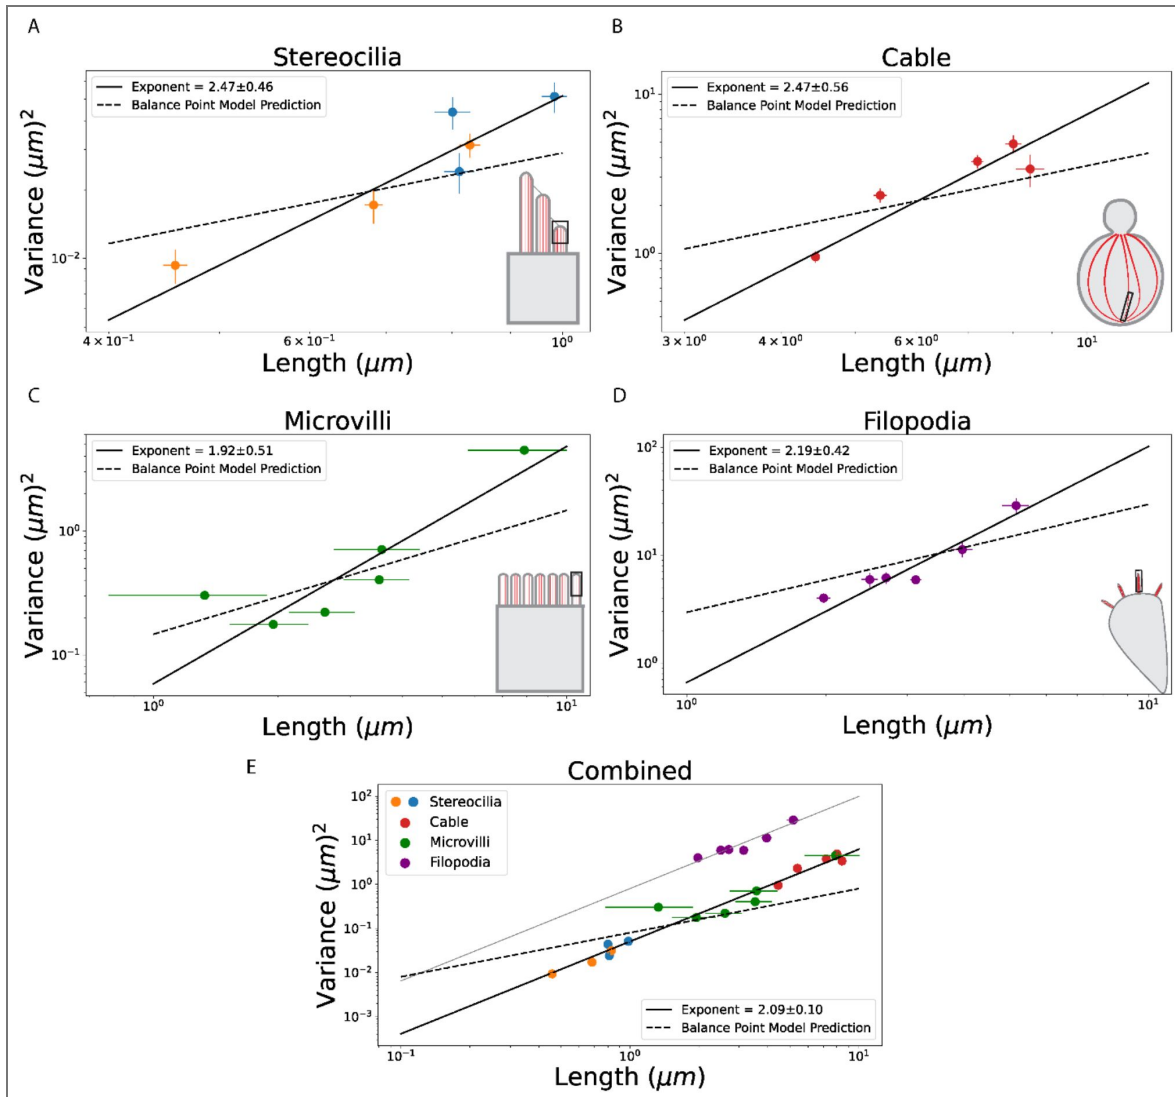 A
Stereocilia
Exponent = 2.47±0.46
Balance Point Model Prediction
Variance (μm)²
10⁻²
4 × 10⁻¹
6 × 10⁻¹
10⁰
Length (μm)
B
Cable
Exponent = 2.47±0.56
Balance Point Model Prediction
Variance (μm)²
10¹
10⁰
3 × 10⁰
4 × 10⁰
6 × 10⁰
10¹
Length (μm)
C
Microvilli
Exponent = 1.92±0.51
Balance Point Model Prediction
Variance (μm)²
10⁰
10⁻¹
10⁰
10¹
Length (μm)
D
Filopodia
Exponent = 2.19±0.42
Balance Point Model Prediction
Variance (μm)²
10²
10¹
10⁰
10⁰
10¹
Length (μm)
E
Combined
Stereocilia
Cable
Microvilli
Filopodia
Variance (μm)²
10²
10¹
10⁰
10⁻¹
10⁻²
10⁻³
Exponent = 2.09±0.10
Balance Point Model Prediction
10⁻¹
10⁰
10¹
Length (μm)